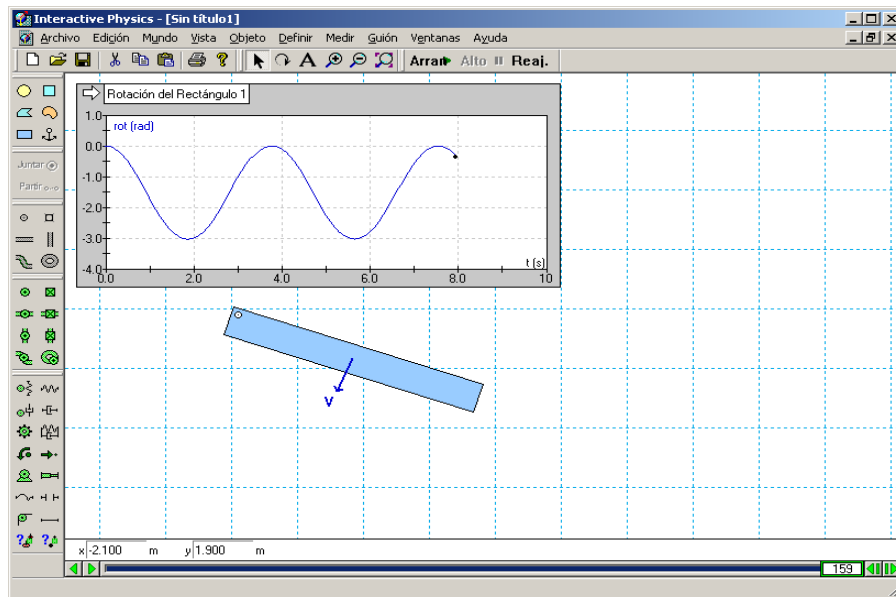 Interactive Physics - [Sin título1]
Archivo Edición Mundo Vista Objeto Definir Medir Guión Ventanas Ayuda
A Arran Alto Reaj.
Rotación del Rectángulo 1
rot (rad)
1.0
0.0
-1.0
-2.0
-3.0
-4.0
0.0 2.0 4.0 6.0 8.0 10
t (s)
Juntar
Partir
v
x -2.100 m y 1.900 m
159